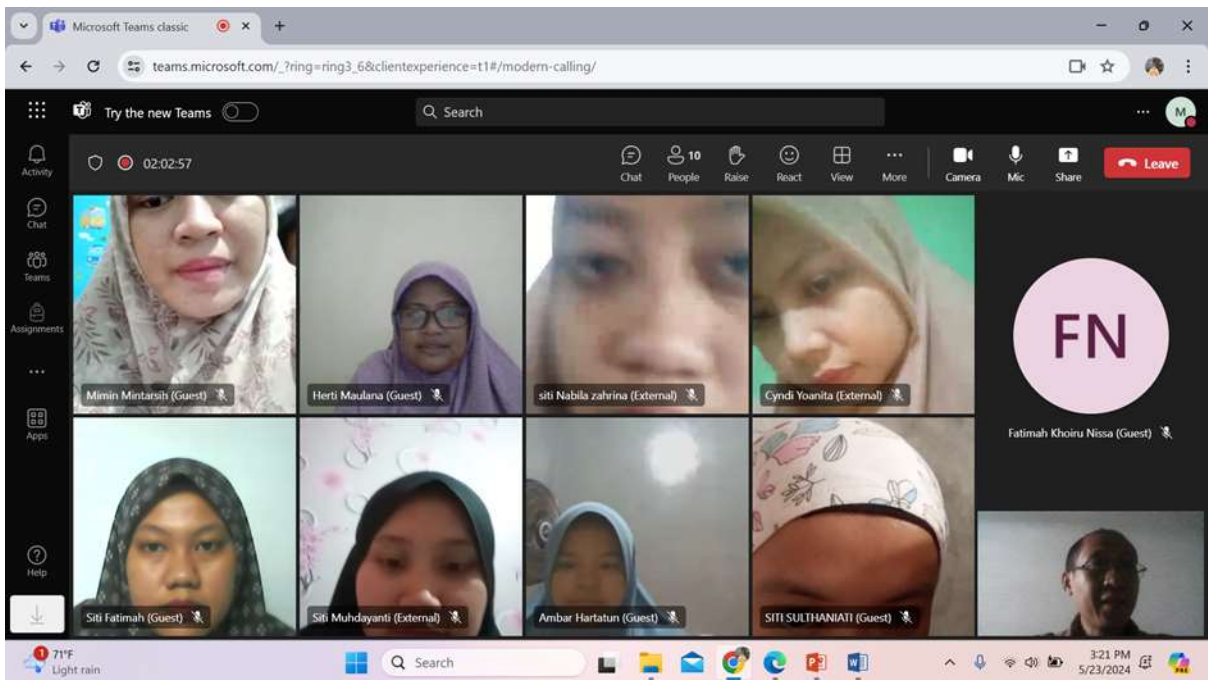 Microsoft Teams classic
teams.microsoft.com/_?ring=ring3_6&clientexperience=t1#/modern-calling/
Try the new Teams
Search
M
Activity
Chat
Teams
Assignments
Apps
Help
02:02:57
10
Chat People Raise React View More Camera Mic Share Leave
Mimin Mintarsih (Guest)
Herti Maulana (Guest)
siti Nabila zahrina (External)
Cyndi Yoanita (External)
FN
Fatimah Khoiru Nissa (Guest)
Siti Fatimah (Guest)
Siti Muhdayanti (External)
Ambar Hartatun (Guest)
SITI SULTHANIATI (Guest)
1
71°F
Light rain
Search
3:21 PM
5/23/2024